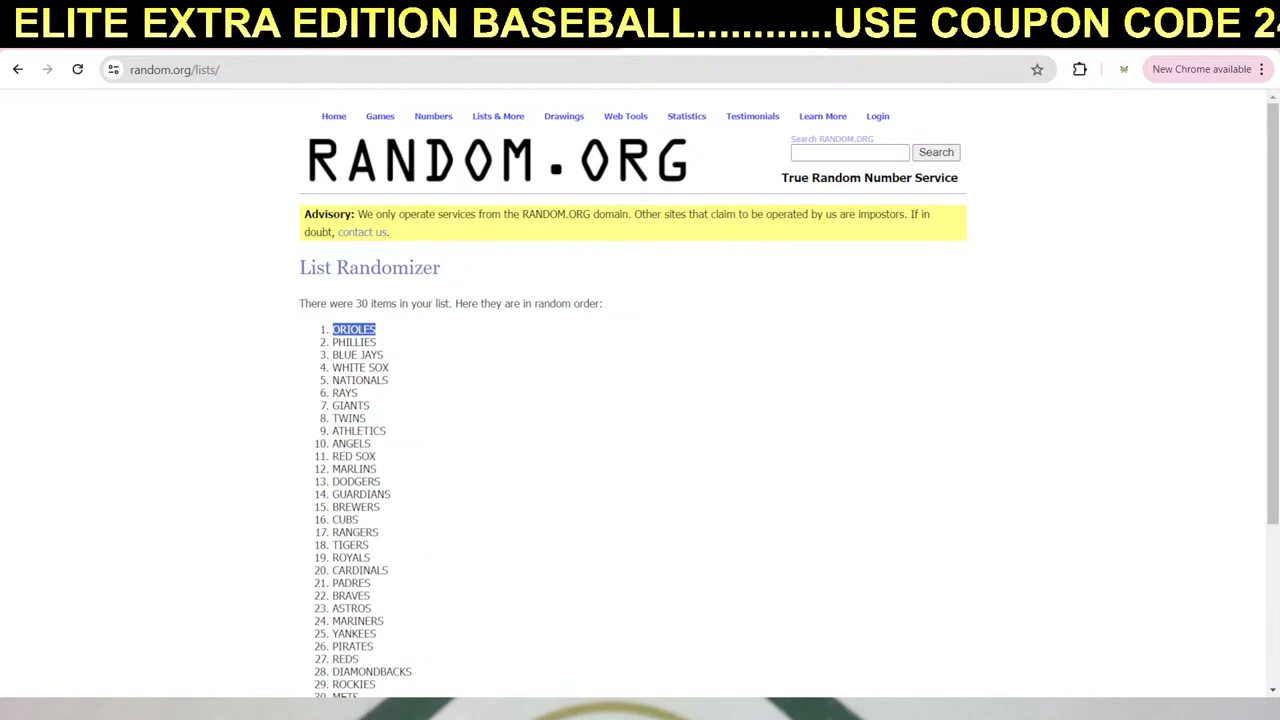 ELITE EXTRA EDITION BASEBALL............USE COUPON CODE 2
random.org/lists/
New Chrome available
Home Games Numbers Lists & More Drawings Web Tools Statistics Testimonials Learn More Login
RANDOM.ORG
Search RANDOM.ORG
Search
True Random Number Service
Advisory: We only operate services from the RANDOM.ORG domain. Other sites that claim to be operated by us are impostors. If in
doubt, contact us.
List Randomizer
There were 30 items in your list. Here they are in random order:
1. ORIOLES
2. PHILLIES
3. BLUE JAYS
4. WHITE SOX
5. NATIONALS
6. RAYS
7. GIANTS
8. TWINS
9. ATHLETICS
10. ANGELS
11. RED SOX
12. MARLINS
13. DODGERS
14. GUARDIANS
15. BREWERS
16. CUBS
17. RANGERS
18. TIGERS
19. ROYALS
20. CARDINALS
21. PADRES
22. BRAVES
23. ASTROS
24. MARINERS
25. YANKEES
26. PIRATES
27. REDS
28. DIAMONDBACKS
29. ROCKIES
30. METS